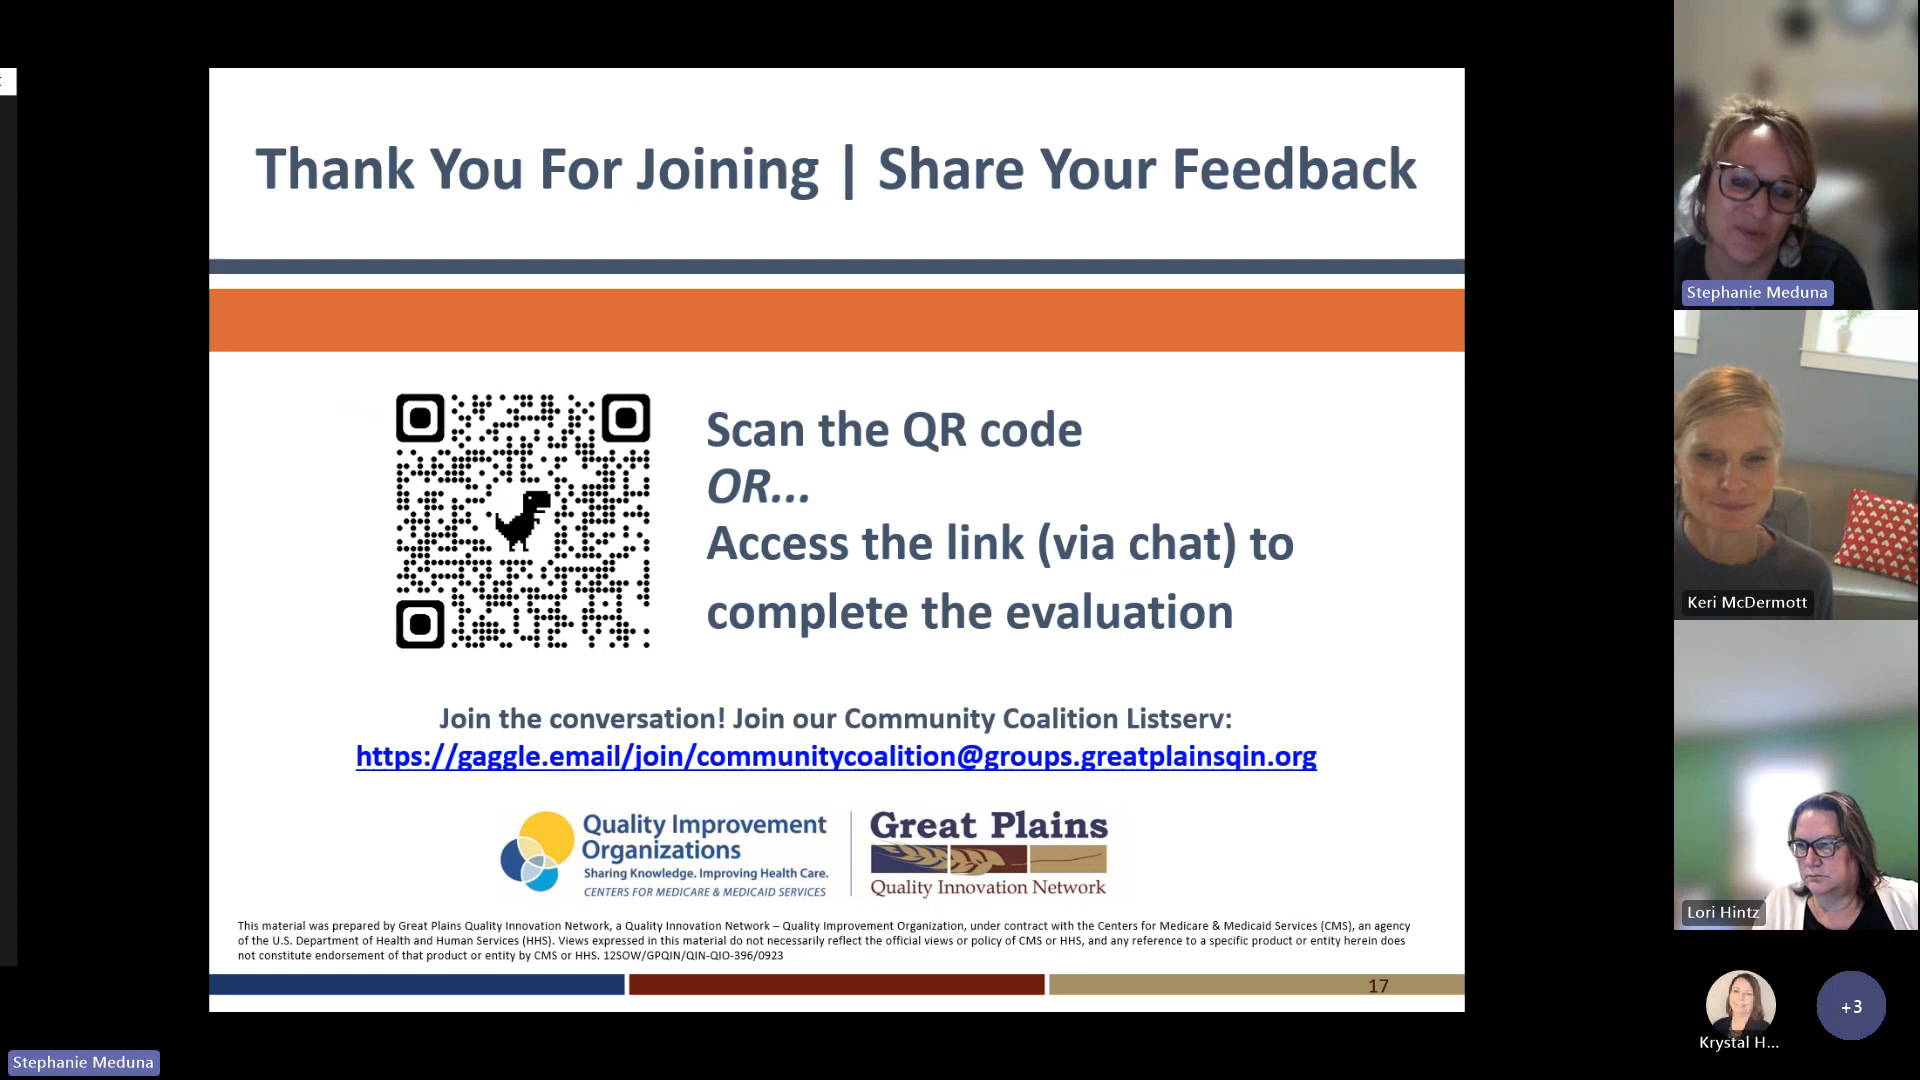 Thank You For Joining | Share Your Feedback
Scan the QR code
OR...
Access the link (via chat) to
complete the evaluation
Join the conversation! Join our Community Coalition Listserv:
https://gaggle.email/join/communitycoalition@groups.greatplainsqin.org
Quality Improvement
Organizations
Sharing Knowledge. Improving Health Care.
CENTERS FOR MEDICARE & MEDICAID SERVICES
Great Plains
Quality Innovation Network
This material was prepared by Great Plains Quality Innovation Network, a Quality Innovation Network – Quality Improvement Organization, under contract with the Centers for Medicare & Medicaid Services (CMS), an agency
of the U.S. Department of Health and Human Services (HHS). Views expressed in this material do not necessarily reflect the official views or policy of CMS or HHS, and any reference to a specific product or entity herein does
not constitute endorsement of that product or entity by CMS or HHS. 12SOW/GPQIN/QIN-QIO-396/0923
17
Stephanie Meduna
Stephanie Meduna
Keri McDermott
Lori Hintz
Krystal H...
+3